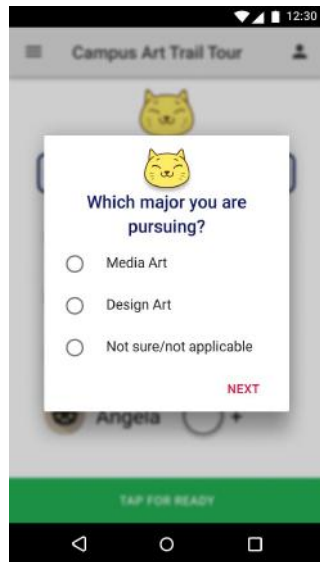 12:30
Campus Art Trail Tour
Which major you are
pursuing?
Media Art
Design Art
Not sure/not applicable
NEXT
Angela +
TAP FOR READY